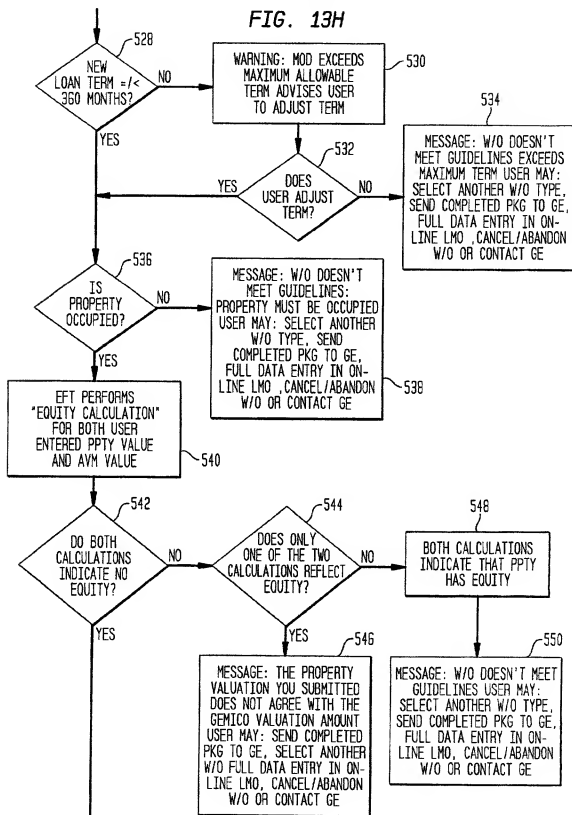 FIG. 13H
528
NEW
LOAN TERM =/<
360 MONTHS?
NO
YES
WARNING: MOD EXCEEDS
MAXIMUM ALLOWABLE
TERM ADVISES USER
TO ADJUST TERM
530
532
DOES
USER ADJUST
TERM?
YES
NO
534
MESSAGE: W/O DOESN'T
MEET GUIDELINES EXCEEDS
MAXIMUM TERM USER MAY:
SELECT ANOTHER W/O TYPE,
SEND COMPLETED PKG TO GE,
FULL DATA ENTRY IN ON-
LINE LMO ,CANCEL/ABANDON
W/O OR CONTACT GE
536
IS
PROPERTY
OCCUPIED?
NO
YES
MESSAGE: W/O DOESN'T
MEET GUIDELINES:
PROPERTY MUST BE OCCUPIED
USER MAY: SELECT ANOTHER
W/O TYPE, SEND
COMPLETED PKG TO GE,
FULL DATA ENTRY IN ON-
LINE LMO ,CANCEL/ABANDON
W/O OR CONTACT GE
538
EFT PERFORMS
"EQUITY CALCULATION"
FOR BOTH USER
ENTERED PPTY VALUE
AND AVM VALUE
540
542
DO BOTH
CALCULATIONS
INDICATE NO
EQUITY?
NO
YES
544
DOES ONLY
ONE OF THE TWO
CALCULATIONS REFLECT
EQUITY?
NO
YES
546
MESSAGE: THE PROPERTY
VALUATION YOU SUBMITTED
DOES NOT AGREE WITH THE
GEMICO VALUATION AMOUNT
USER MAY: SEND COMPLETED
PKG TO GE, SELECT ANOTHER
W/O FULL DATA ENTRY IN ON-
LINE LMO, CANCEL/ABANDON
W/O OR CONTACT GE
548
BOTH CALCULATIONS
INDICATE THAT PPTY
HAS EQUITY
550
MESSAGE: W/O DOESN'T MEET
GUIDELINES USER MAY:
SELECT ANOTHER W/O TYPE,
SEND COMPLETED PKG TO GE,
FULL DATA ENTRY IN ON-
LINE LMO, CANCEL/ABANDON
W/O OR CONTACT GE